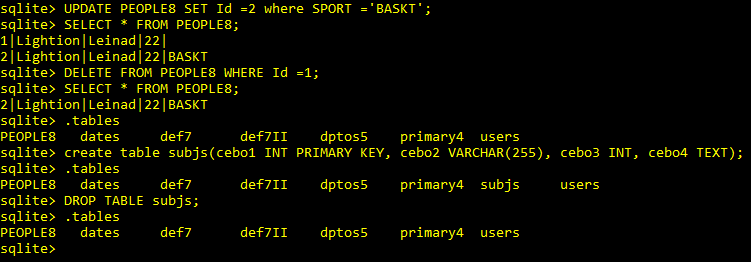 sqlite> UPDATE PEOPLE8 SET Id =2 where SPORT ='BASKT';
sqlite> SELECT * FROM PEOPLE8;
1|Lightion|Leinad|22|
2|Lightion|Leinad|22|BASKT
sqlite> DELETE FROM PEOPLE8 WHERE Id =1;
sqlite> SELECT * FROM PEOPLE8;
2|Lightion|Leinad|22|BASKT
sqlite> .tables
PEOPLE8   dates     def7      def7II    dptos5    primary4  users
sqlite> create table subjs(cebo1 INT PRIMARY KEY, cebo2 VARCHAR(255), cebo3 INT, cebo4 TEXT);
sqlite> .tables
PEOPLE8   dates     def7      def7II    dptos5    primary4  subjs     users
sqlite> DROP TABLE subjs;
sqlite> .tables
PEOPLE8   dates     def7      def7II    dptos5    primary4  users
sqlite>